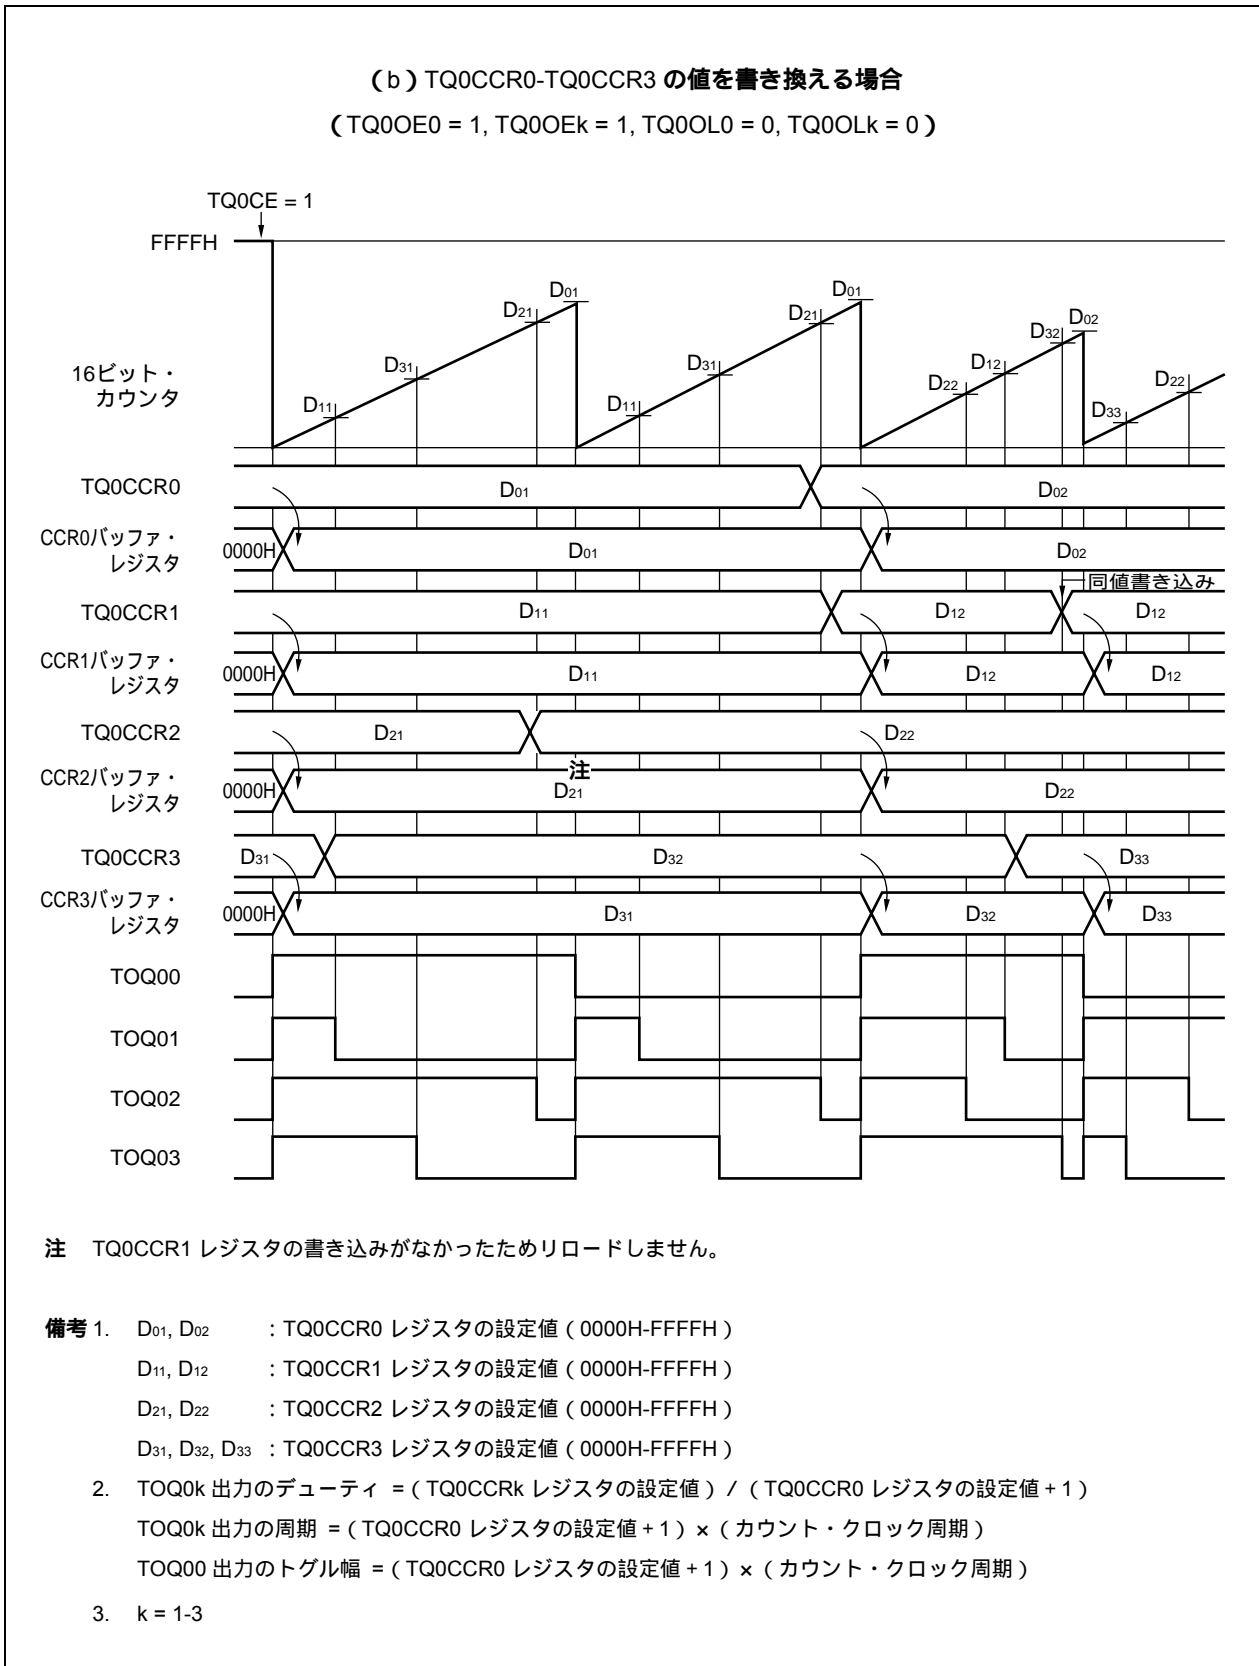 （b）TQ0CCR0-TQ0CCR3 の値を書き換える場合
（TQ0OE0 = 1, TQ0OEk = 1, TQ0OL0 = 0, TQ0OLk = 0）
TQ0CE = 1
FFFFH
D01 D01
D21 D21 D32 D02
D31 D31 D12 D22
D11 D11 D22 D33
16ビット・
カウンタ
TQ0CCR0 D01 D02
CCR0バッファ・
レジスタ 0000H D01 D02
同値書き込み
TQ0CCR1 D11 D12 D12
CCR1バッファ・
レジスタ 0000H D11 D12 D12
TQ0CCR2 D21 D22
注
CCR2バッファ・
レジスタ 0000H D21 D22
TQ0CCR3 D31 D32 D33
CCR3バッファ・
レジスタ 0000H D31 D32 D33
TOQ00
TOQ01
TOQ02
TOQ03
注 TQ0CCR1 レジスタの書き込みがなかったためリロードしません。
備考 1. D01, D02 : TQ0CCR0 レジスタの設定値（0000H-FFFFH）
D11, D12 : TQ0CCR1 レジスタの設定値（0000H-FFFFH）
D21, D22 : TQ0CCR2 レジスタの設定値（0000H-FFFFH）
D31, D32, D33 : TQ0CCR3 レジスタの設定値（0000H-FFFFH）
2. TOQ0k 出力のデューティ =（TQ0CCRk レジスタの設定値）/（TQ0CCR0 レジスタの設定値 + 1）
TOQ0k 出力の周期 =（TQ0CCR0 レジスタの設定値 + 1）×（カウント・クロック周期）
TOQ00 出力のトグル幅 =（TQ0CCR0 レジスタの設定値 + 1）×（カウント・クロック周期）
3. k = 1-3